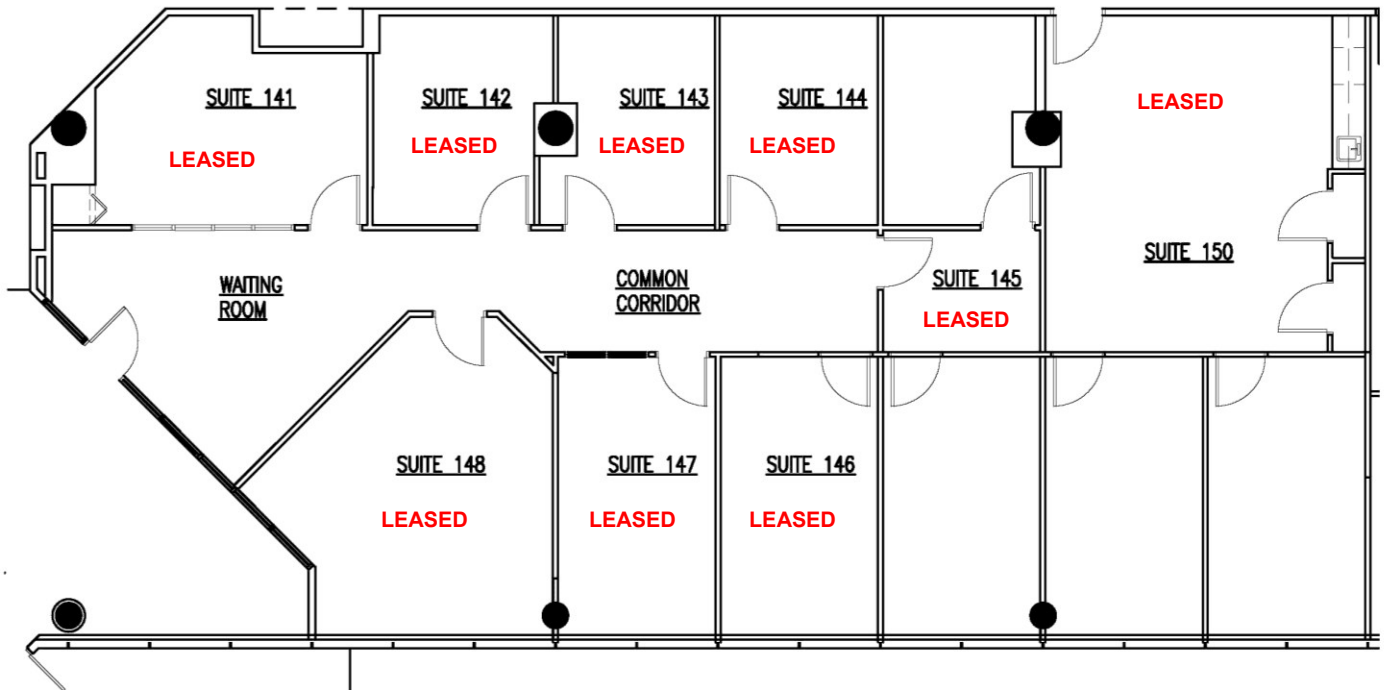 SUITE 141
LEASED
SUITE 142
LEASED
SUITE 143
LEASED
SUITE 144
LEASED
LEASED
SUITE 150
WAITING
ROOM
COMMON
CORRIDOR
SUITE 145
LEASED
SUITE 148
LEASED
SUITE 147
LEASED
SUITE 146
LEASED